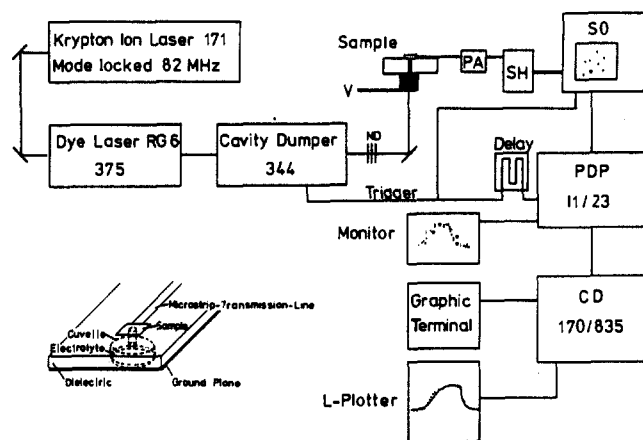 Krypton Ion Laser 171
Mode locked 82 MHz
Sample
PA
SH
SO
V
ND
Dye Laser RG6
375
Cavity Dumper
344
Trigger
Delay
PDP
11/23
Monitor
Graphic
Terminal
CD
170/835
L-Plotter
Microstrip-Transmission-Line
Sample
Cuvelle
Electrolyte
Dielectric
Ground Plane